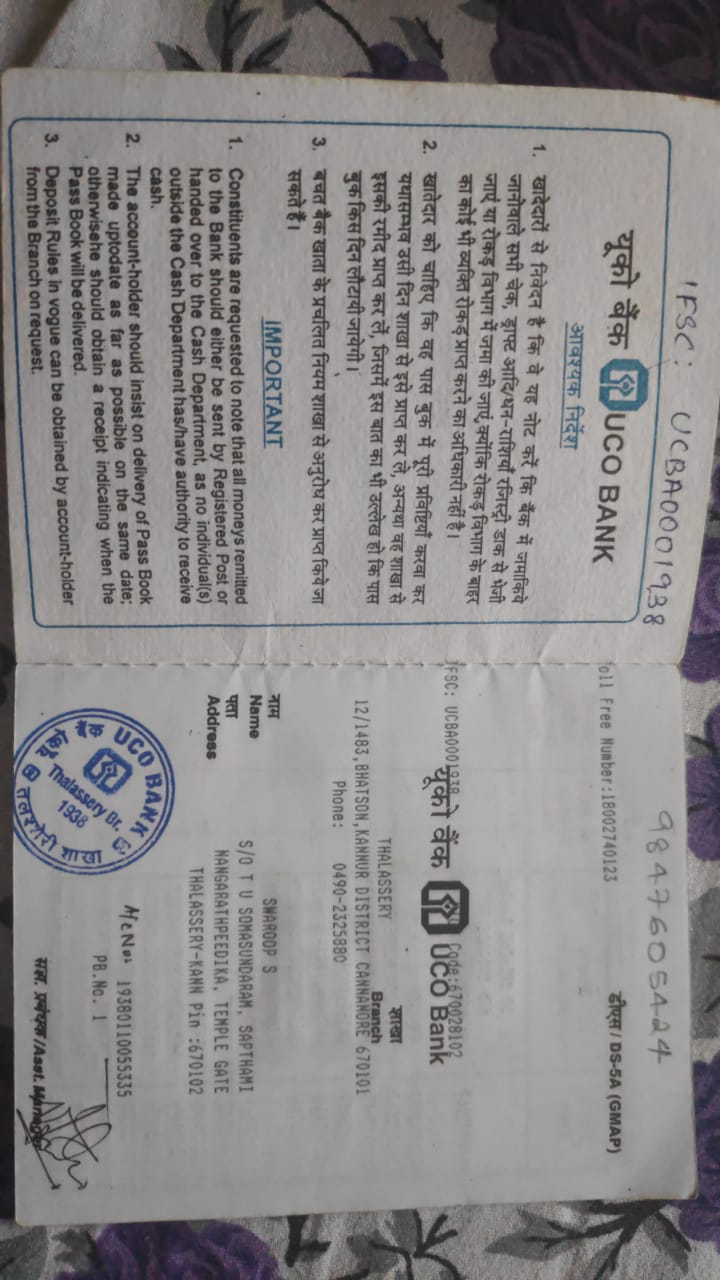 IFSC: UCBA0001938
यूको बैंक UCO BANK
आवश्यक निर्देश
1. खादेदारों से निवेदन है कि वे यह नोट करें कि बैंक में जमाकिये
जानेवाले सभी चेक, ड्राफ्ट आदि/धन-राशियाँ रजिस्ट्री डाक से भेजी
जाएं या रोकड़ विभाग में जमा की जाएं क्योंकि रोकड़ विभाग के बाहर
का कोई भी व्यक्ति रोकड़ प्राप्त करने का अधिकारी नहीं है।
2. खातेदार को चाहिए कि वह पास बुक में पूरी प्रविष्टियाँ करवा कर
यथासम्भव उसी दिन शाखा से इसे प्राप्त कर ले, अन्यथा वह शाखा से
इसकी रसीद प्राप्त कर लें, जिसमें इस बात का भी उल्लेख हो कि पास
बुक किस दिन लौटायी जायेगी।
3. बचत बैंक खाता के प्रचलित नियम शाखा से अनुरोध कर प्राप्त किये जा
सकते हैं।
IMPORTANT
1. Constituents are requested to note that all moneys remitted
to the Bank should either be sent by Registered Post or
handed over to the Cash Department, as no individual(s)
outside the Cash Department has/have authority to receive
cash.
2. The account-holder should insist on delivery of Pass Book
made uptodate as far as possible on the same date;
otherwisehe should obtain a receipt indicating when the
Pass Book will be delivered.
3. Deposit Rules in vogue can be obtained by account-holder
from the Branch on request.
9847605424
oll Free Number:18002740123
डीएस / DS-5A (GMAP)
IFSC: UCBA0001938
Code:670028102
यूको बैंक UCO Bank
शाखा
THALASSERY Branch
12/1483,BHATSON,KANNUR DISTRICT CANNANORE 670101
Phone: 0490-2325880
नाम
Name SWAROOP S
पता S/O T U SOMASUNDARAM, SAPTHAMI
Address NANGARATHPEEDIKA, TEMPLE GATE
THALASSERY-KANN Pin :670102
UCO BANK
यूको बैंक
Thalassery Br.
1938
शाखा
A/c No: 19380110055335
PB.No. 1
सहा. प्रबंधक /Asst. Manager